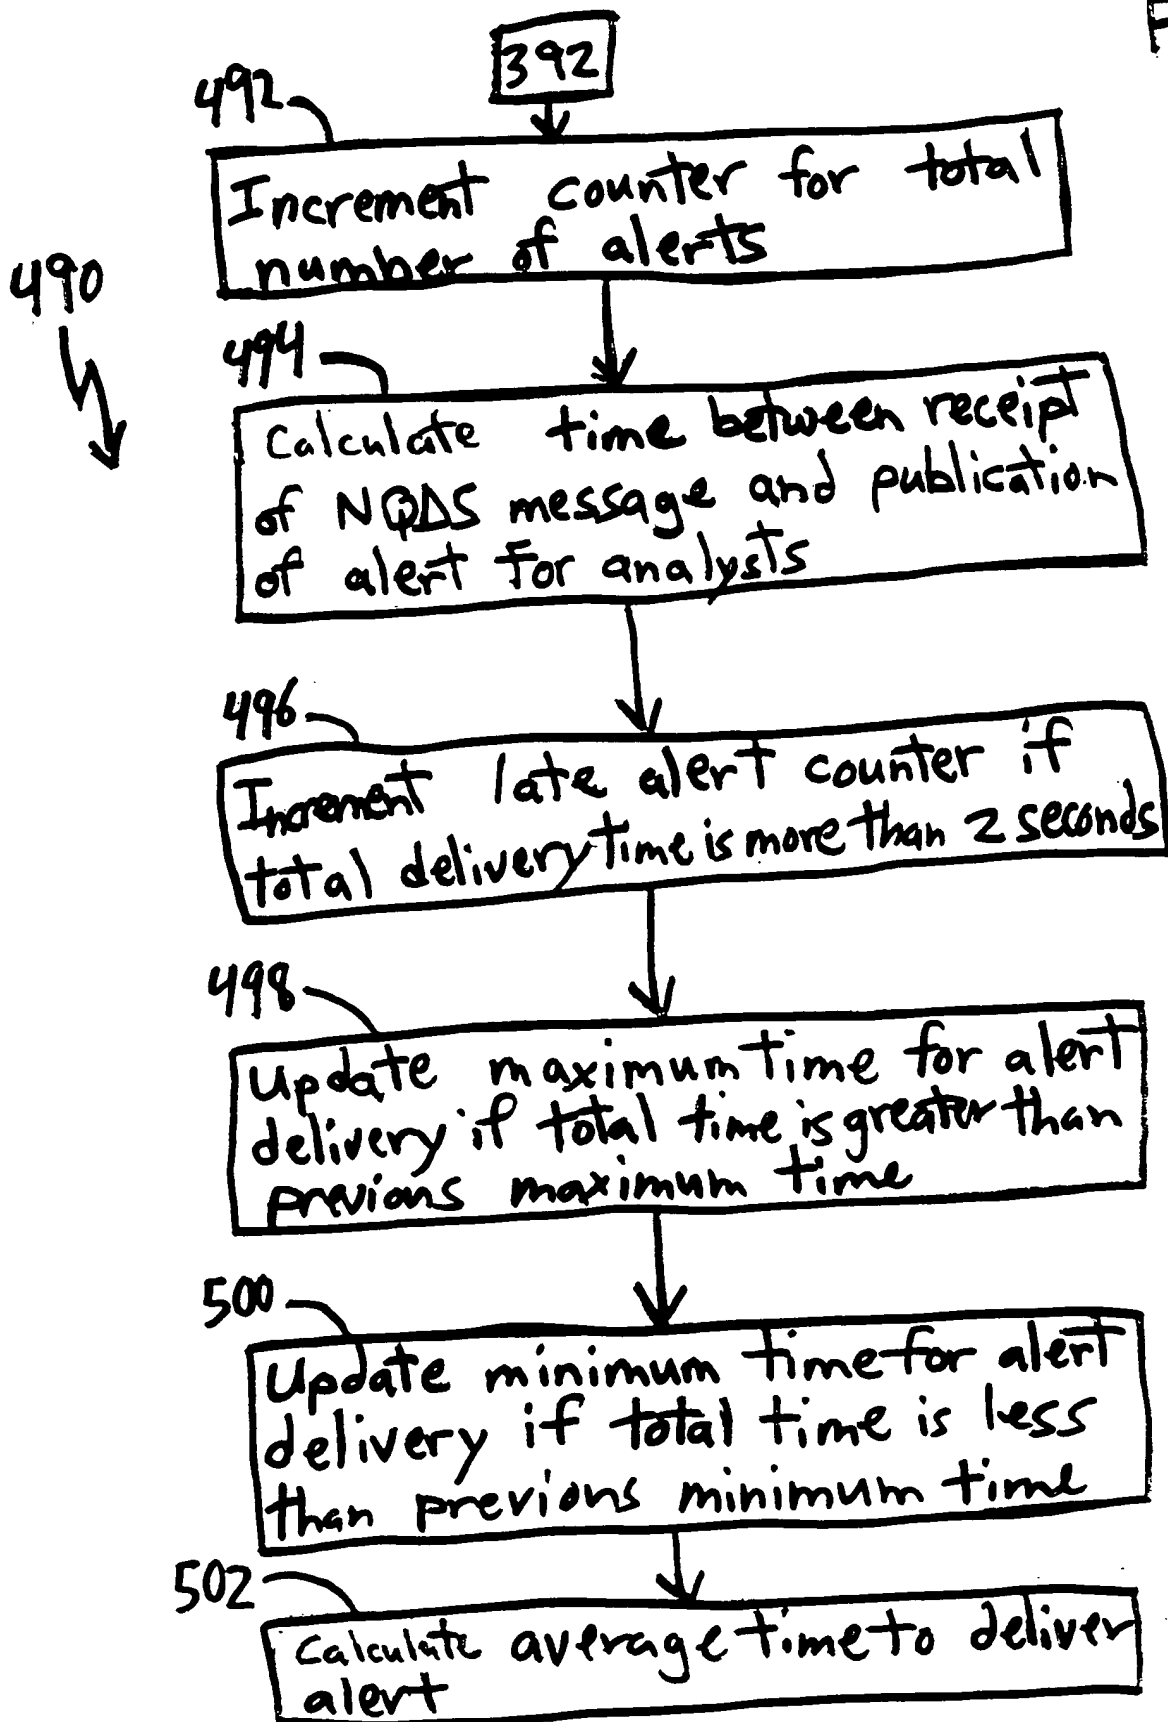 392
492
Increment counter for total
number of alerts
490
494
Calculate time between receipt
of NQDS message and publication
of alert for analysts
496
Increment late alert counter if
total delivery time is more than 2 seconds
498
Update maximum time for alert
delivery if total time is greater than
previous maximum time
500
Update minimum time for alert
delivery if total time is less
than previous minimum time
502
Calculate average time to deliver
alert